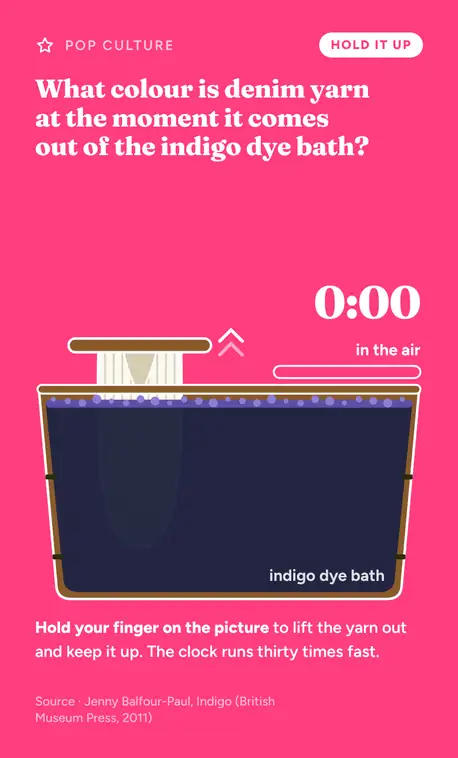 POP CULTURE
HOLD IT UP
What colour is denim yarn
at the moment it comes
out of the indigo dye bath?
0:00
in the air
indigo dye bath
Hold your finger on the picture to lift the yarn out
and keep it up. The clock runs thirty times fast.
Source · Jenny Balfour-Paul, Indigo (British
Museum Press, 2011)